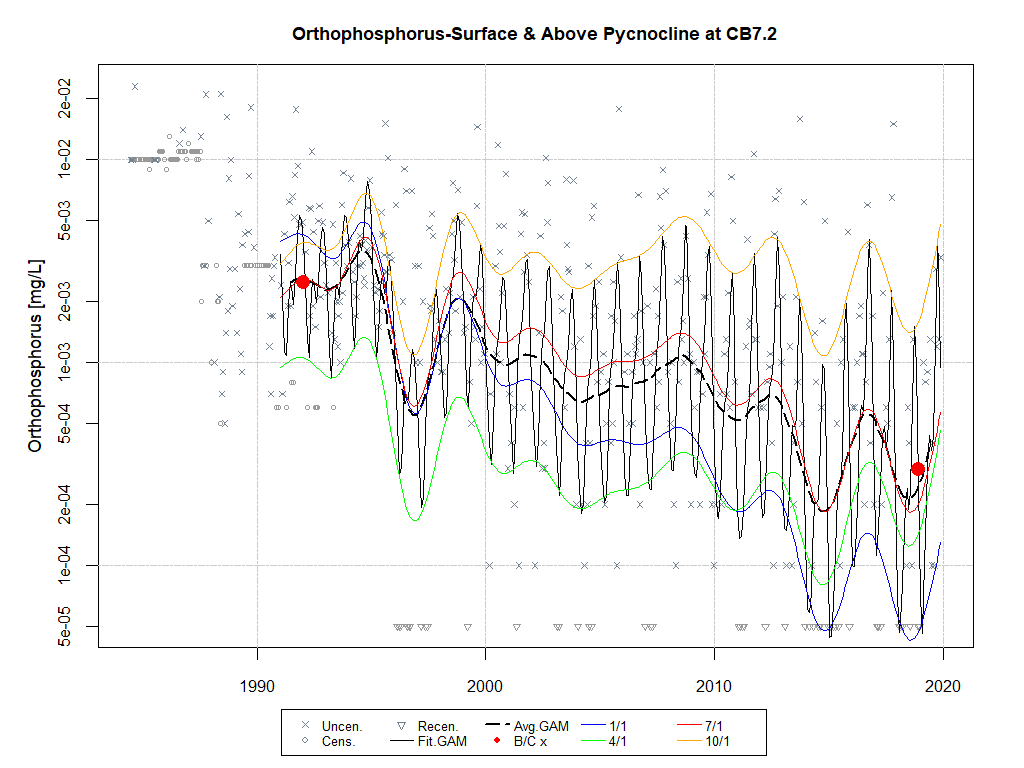 Orthophosphorus-Surface & Above Pycnocline at CB7.2
Orthophosphorus [mg/L]
2e-02
1e-02
5e-03
2e-03
1e-03
5e-04
2e-04
1e-04
5e-05
1990 2000 2010 2020
Uncen. Recen. Avg.GAM 1/1 7/1
Cens. Fit.GAM B/C x 4/1 10/1